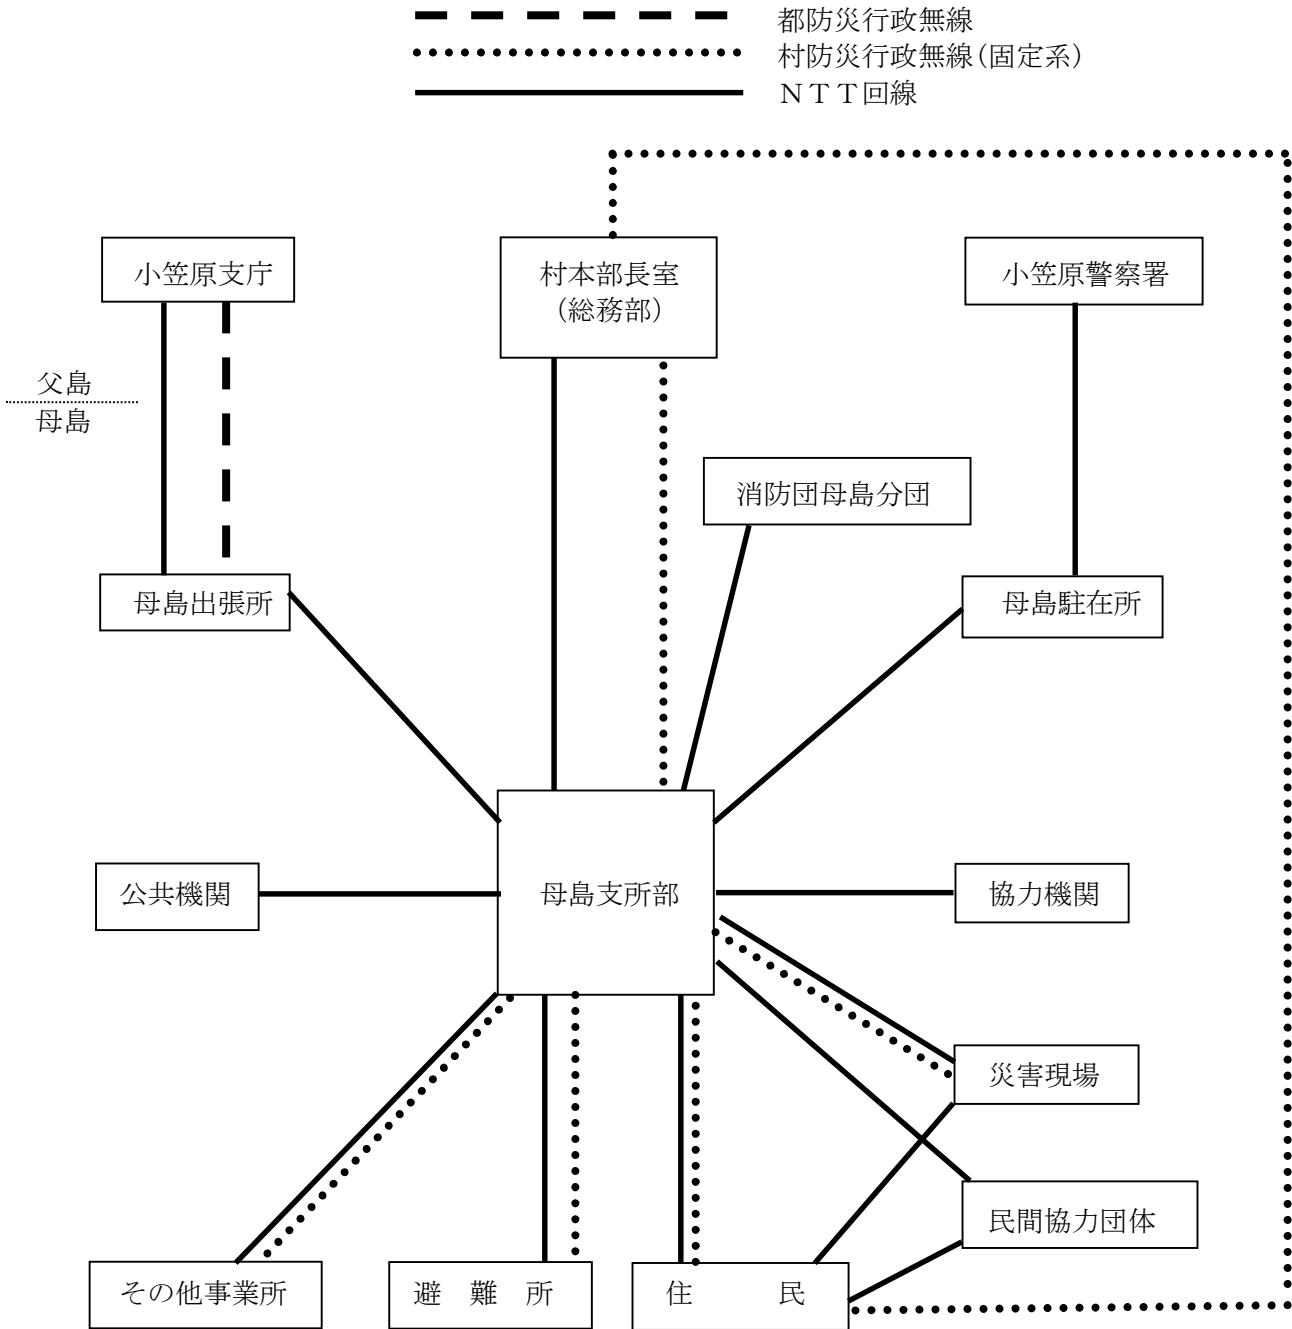 都防災行政無線
村防災行政無線(固定系)
ＮＴＴ回線
小笠原支庁
村本部長室
(総務部)
小笠原警察署
父島
母島
消防団母島分団
母島出張所
母島駐在所
公共機関
母島支所部
協力機関
災害現場
民間協力団体
その他事業所
避 難 所
住 民